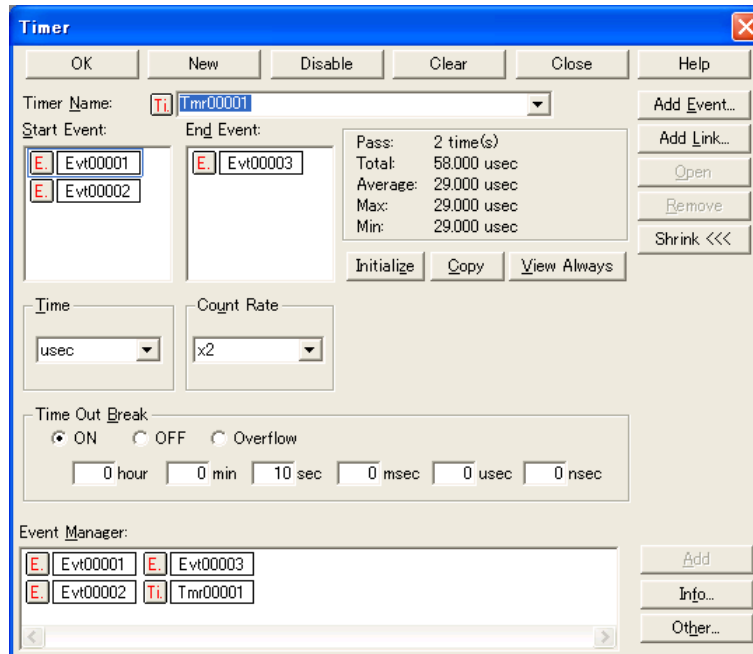 Timer
OK New Disable Clear Close Help
Timer Name: Ti. Tmr00001 Add Event...
Start Event: End Event: Add Link...
E. Evt00001 E. Evt00003
E. Evt00002
Pass: 2 time(s)
Total: 58.000 usec
Average: 29.000 usec
Max: 29.000 usec
Min: 29.000 usec
Open
Remove
Shrink <<<
Initialize Copy View Always
Time Count Rate
usec x2
Time Out Break
ON OFF Overflow
0 hour 0 min 10 sec 0 msec 0 usec 0 nsec
Event Manager:
E. Evt00001 E. Evt00003
E. Evt00002 Ti. Tmr00001
Add
Info...
Other...